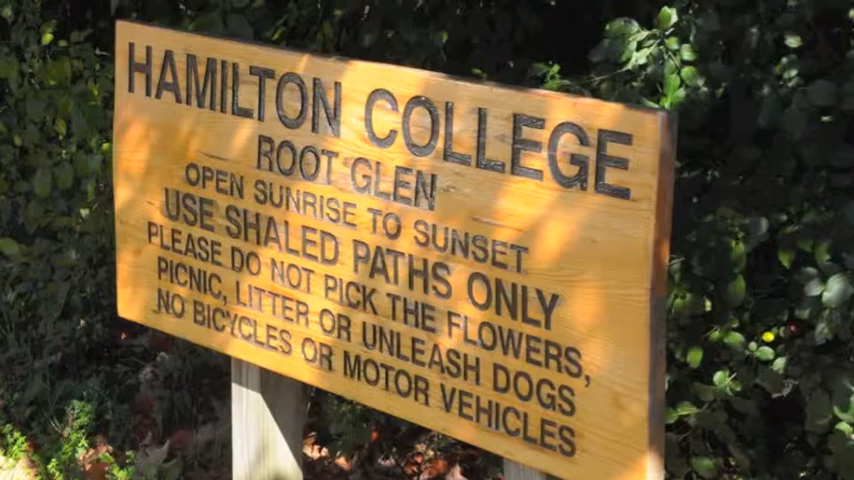 HAMILTON COLLEGE
ROOT GLEN
OPEN SUNRISE TO SUNSET
USE SHALED PATHS ONLY
PLEASE DO NOT PICK THE FLOWERS,
PICNIC, LITTER OR UNLEASH DOGS
NO BICYCLES OR MOTOR VEHICLES